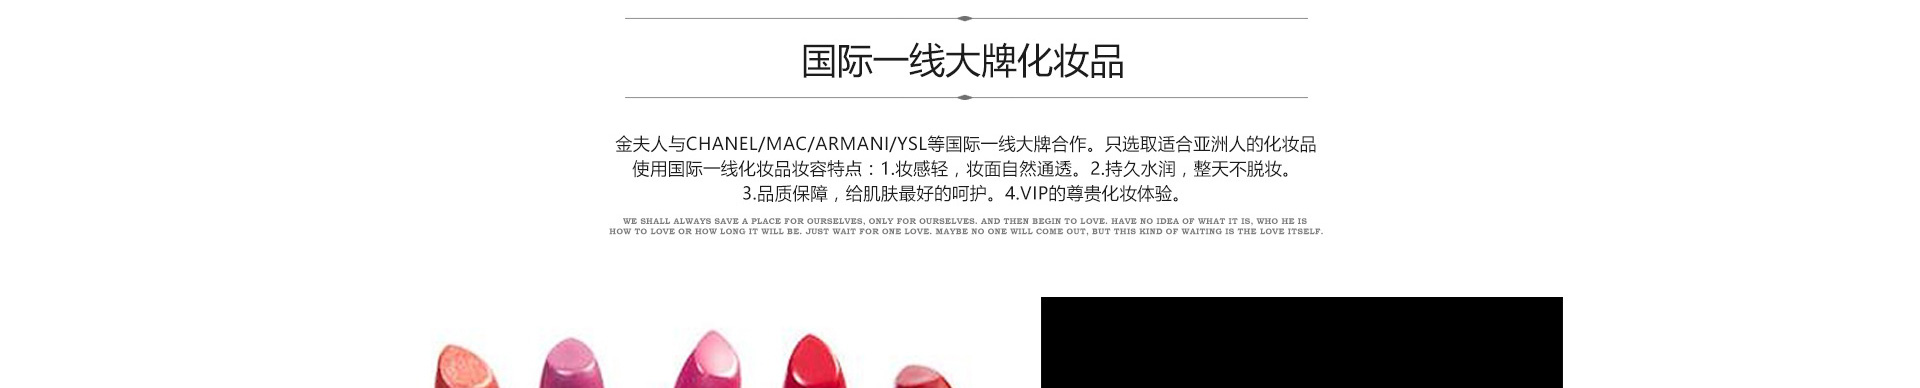 国际一线大牌化妆品
金夫人与CHANEL/MAC/ARMANI/YSL等国际一线大牌合作。只选取适合亚洲人的化妆品
使用国际一线化妆品妆容特点：1.妆感轻，妆面自然通透。2.持久水润，整天不脱妆。
3.品质保障，给肌肤最好的呵护。4.VIP的尊贵化妆体验。
WE SHALL ALWAYS SAVE A PLACE FOR OURSELVES, ONLY FOR OURSELVES. AND THEN BEGIN TO LOVE. HAVE NO IDEA OF WHAT IT IS, WHO HE IS
HOW TO LOVE OR HOW LONG IT WILL BE. JUST WAIT FOR ONE LOVE. MAYBE NO ONE WILL COME OUT, BUT THIS KIND OF WAITING IS THE LOVE ITSELF.